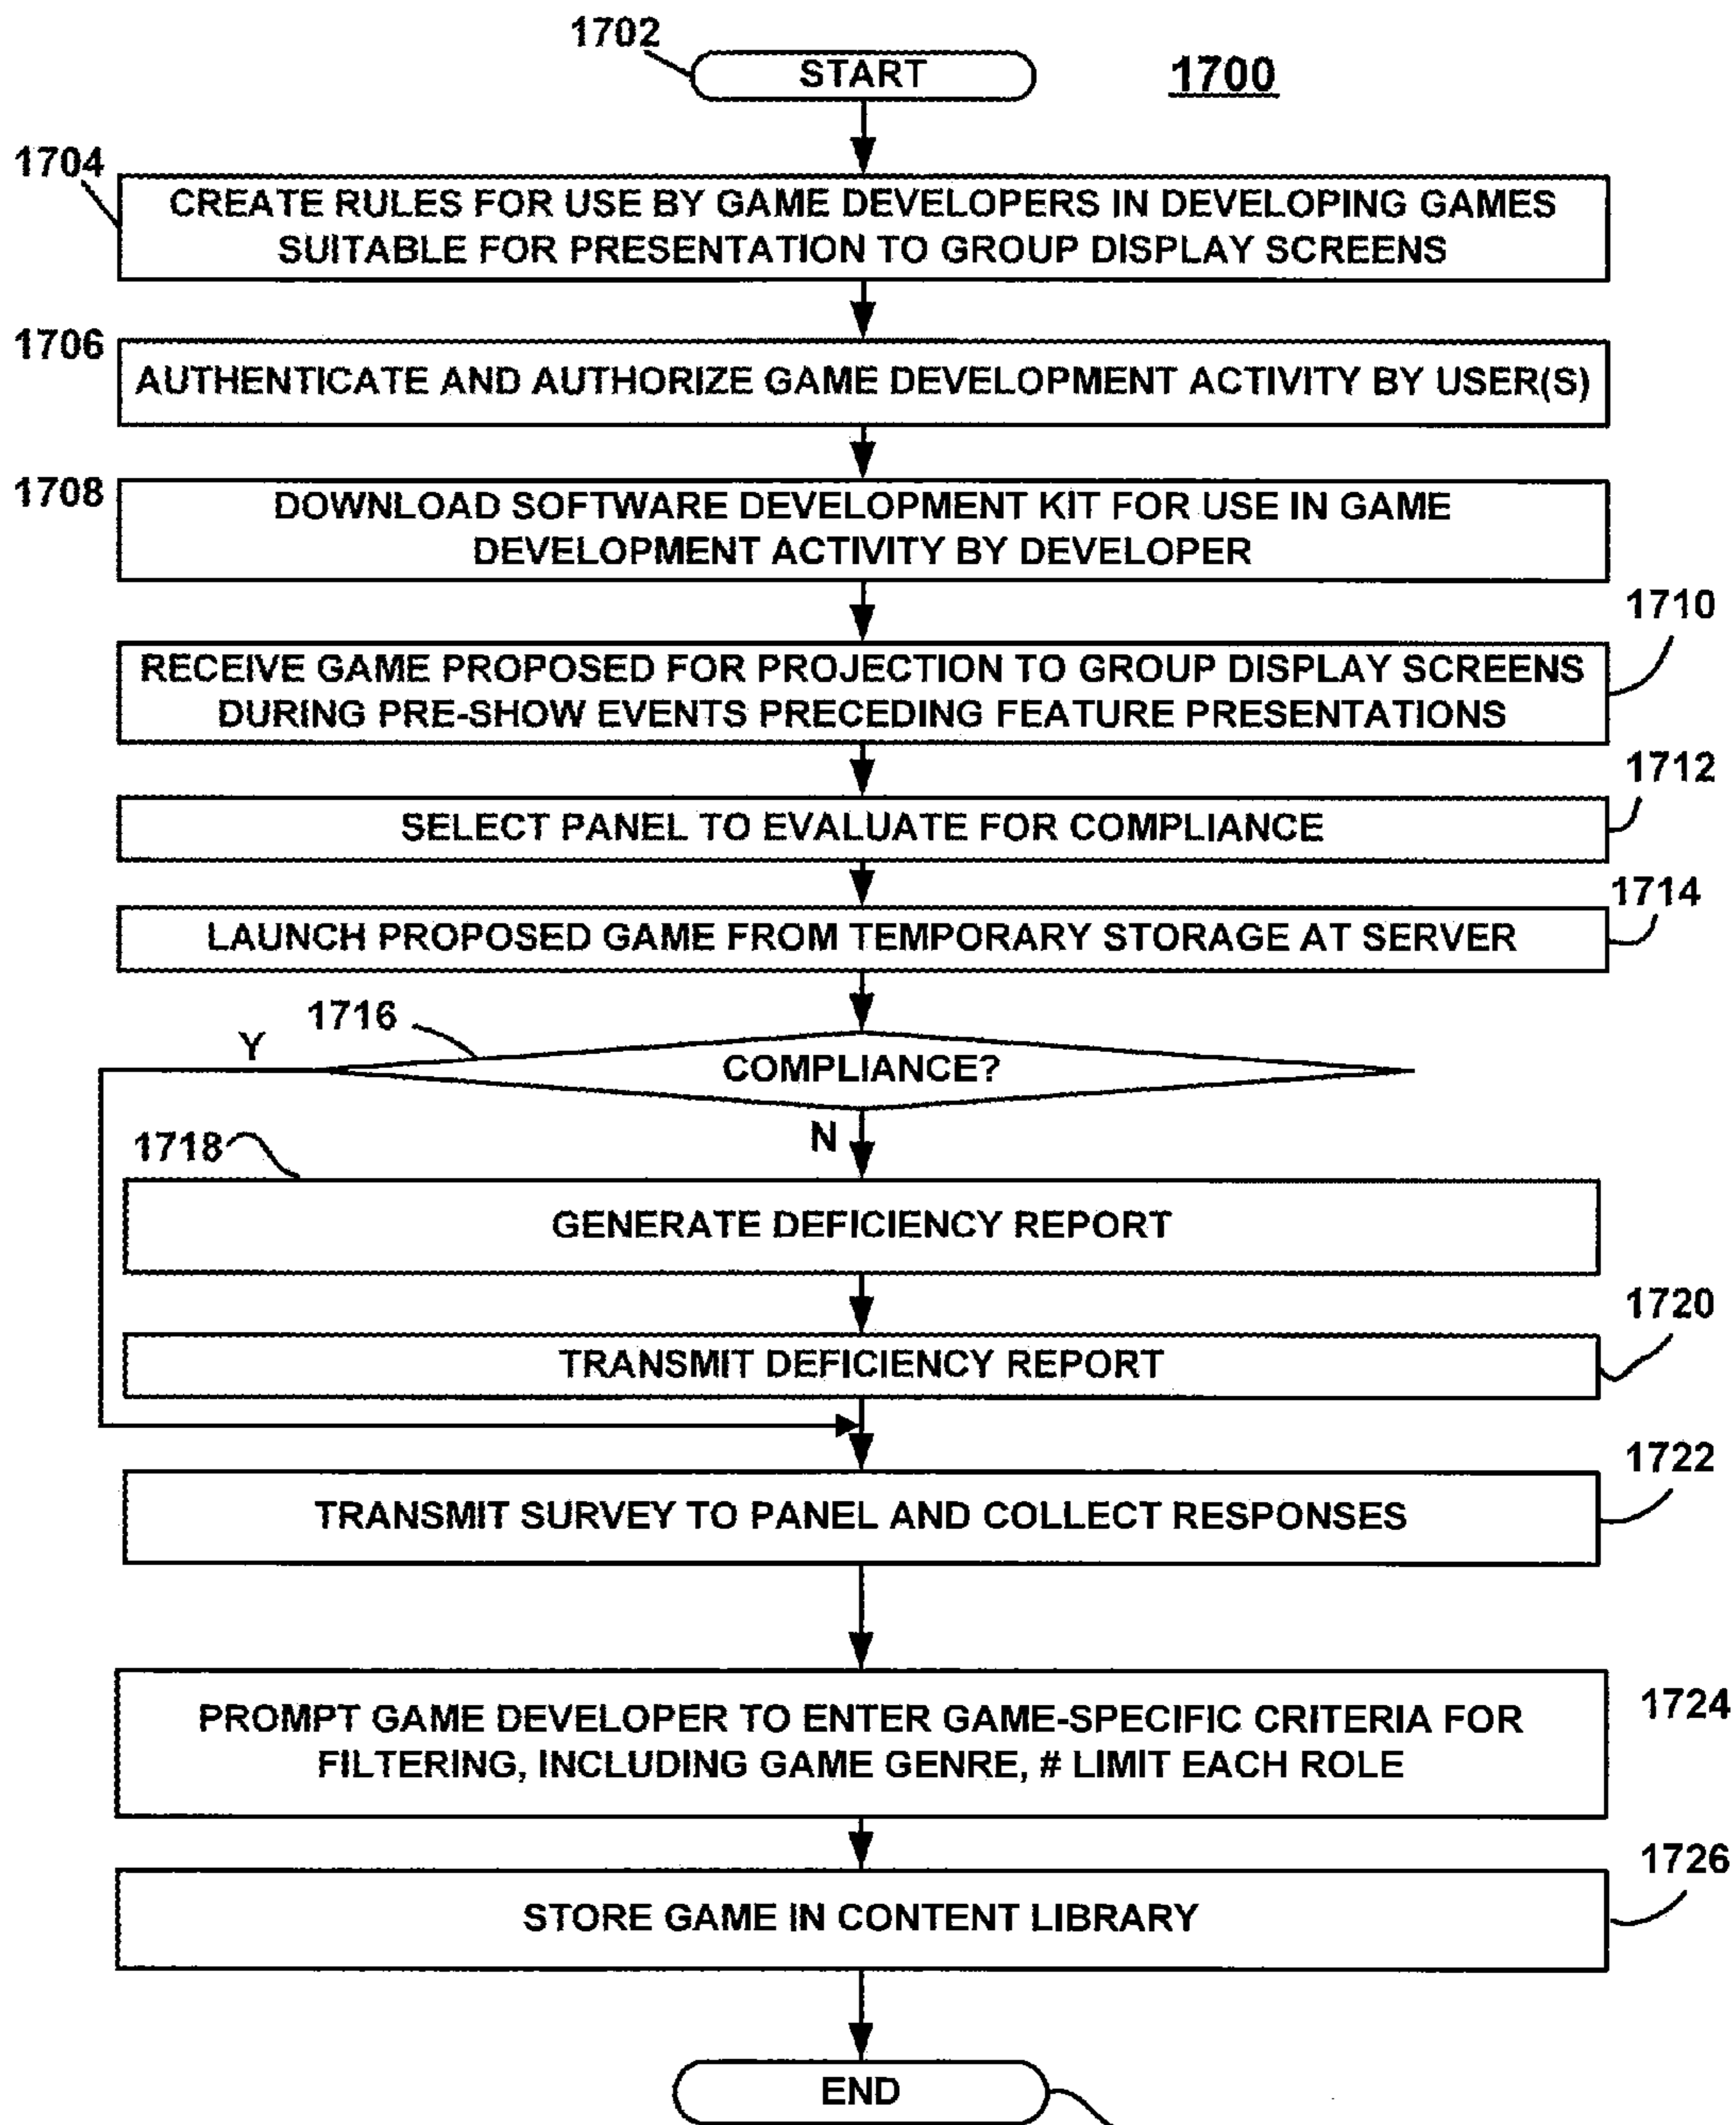 1702
START
1700
1704
CREATE RULES FOR USE BY GAME DEVELOPERS IN DEVELOPING GAMES
SUITABLE FOR PRESENTATION TO GROUP DISPLAY SCREENS
1706
AUTHENTICATE AND AUTHORIZE GAME DEVELOPMENT ACTIVITY BY USER(S)
1708
DOWNLOAD SOFTWARE DEVELOPMENT KIT FOR USE IN GAME
DEVELOPMENT ACTIVITY BY DEVELOPER
1710
RECEIVE GAME PROPOSED FOR PROJECTION TO GROUP DISPLAY SCREENS
DURING PRE-SHOW EVENTS PRECEDING FEATURE PRESENTATIONS
1712
SELECT PANEL TO EVALUATE FOR COMPLIANCE
1714
LAUNCH PROPOSED GAME FROM TEMPORARY STORAGE AT SERVER
1716
Y
COMPLIANCE?
N
1718
GENERATE DEFICIENCY REPORT
1720
TRANSMIT DEFICIENCY REPORT
1722
TRANSMIT SURVEY TO PANEL AND COLLECT RESPONSES
1724
PROMPT GAME DEVELOPER TO ENTER GAME-SPECIFIC CRITERIA FOR
FILTERING, INCLUDING GAME GENRE, # LIMIT EACH ROLE
1726
STORE GAME IN CONTENT LIBRARY
END